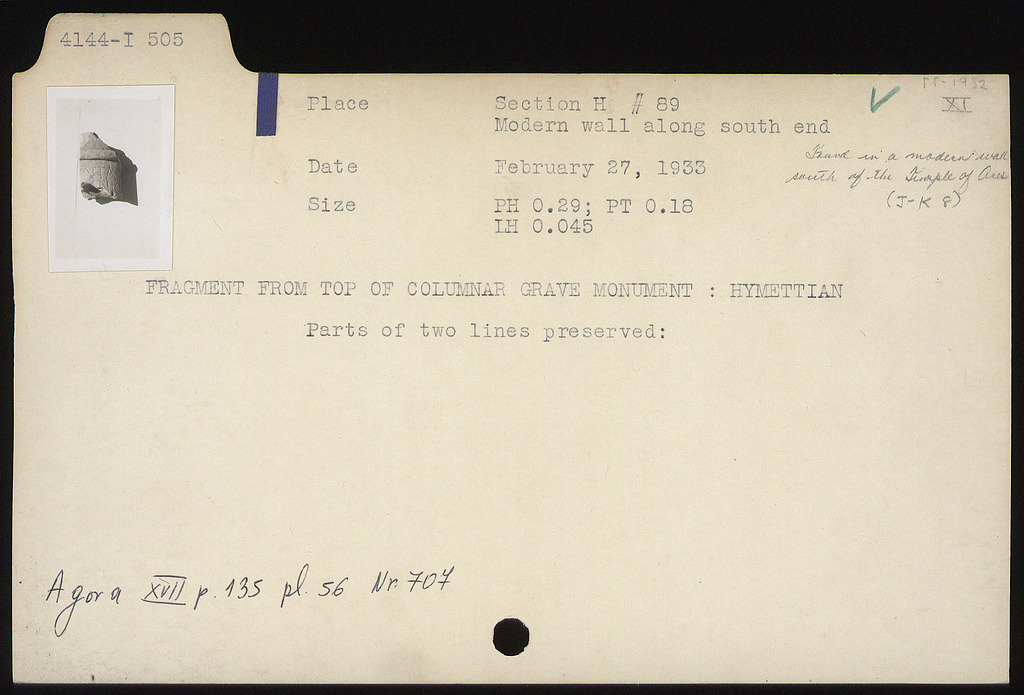 4144-I 505
Place Section H # 89
Modern wall along south end
Date February 27, 1933
Size PH 0.29; PT 0.18
LH 0.045
1932
XI
Found in a modern wall
south of the Temple of Ares
(J-K 8)
FRAGMENT FROM TOP OF COLUMNAR GRAVE MONUMENT : HYMETTIAN
Parts of two lines preserved:
Agora XVII p. 135 pl. 56 Nr. 707